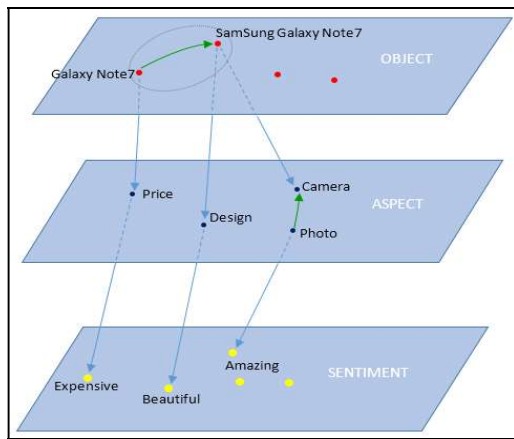 SamSung Galaxy Note7
OBJECT
Galaxy Note7
Camera
Price
ASPECT
Design
Photo
Amazing
SENTIMENT
Expensive
Beautiful